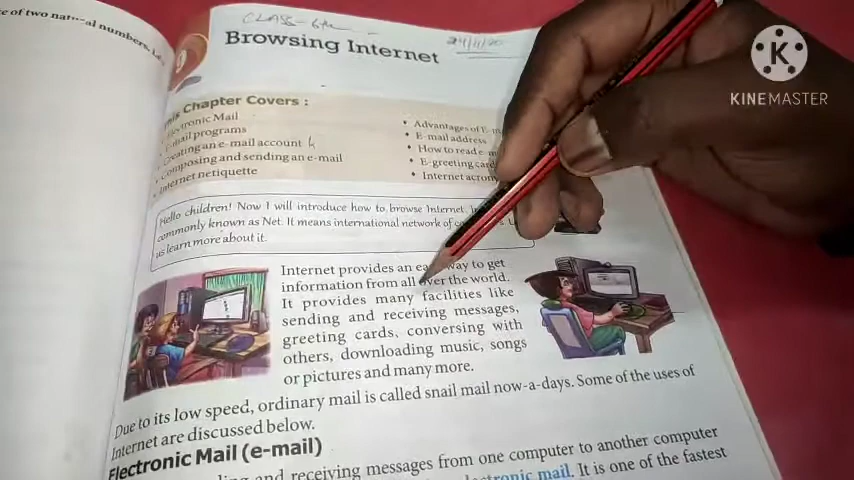 of two natural numbers, i.e.
CLASS - 6th
24/11/20
Browsing Internet
K
KINEMASTER
This Chapter Covers :
Electronic Mail
E-mail programs
Creating an e-mail account
Composing and sending an e-mail
Internet netiquette
• Advantages of E-m
• E-mail address
• How to read e-m
• E-greeting card
• Internet acron
Hello children! Now I will introduce how to browse Internet.
commonly known as Net. It means international network of
us learn more about it.
Internet provides an way to get
information from all over the world.
It provides many facilities like
sending and receiving messages,
greeting cards, conversing with
others, downloading music, songs
or pictures and many more.
Due to its low speed, ordinary mail is called snail mail now-a-days. Some of the uses of
Internet are discussed below.
Electronic Mail (e-mail)
and receiving messages from one computer to another computer
electronic mail. It is one of the fastest